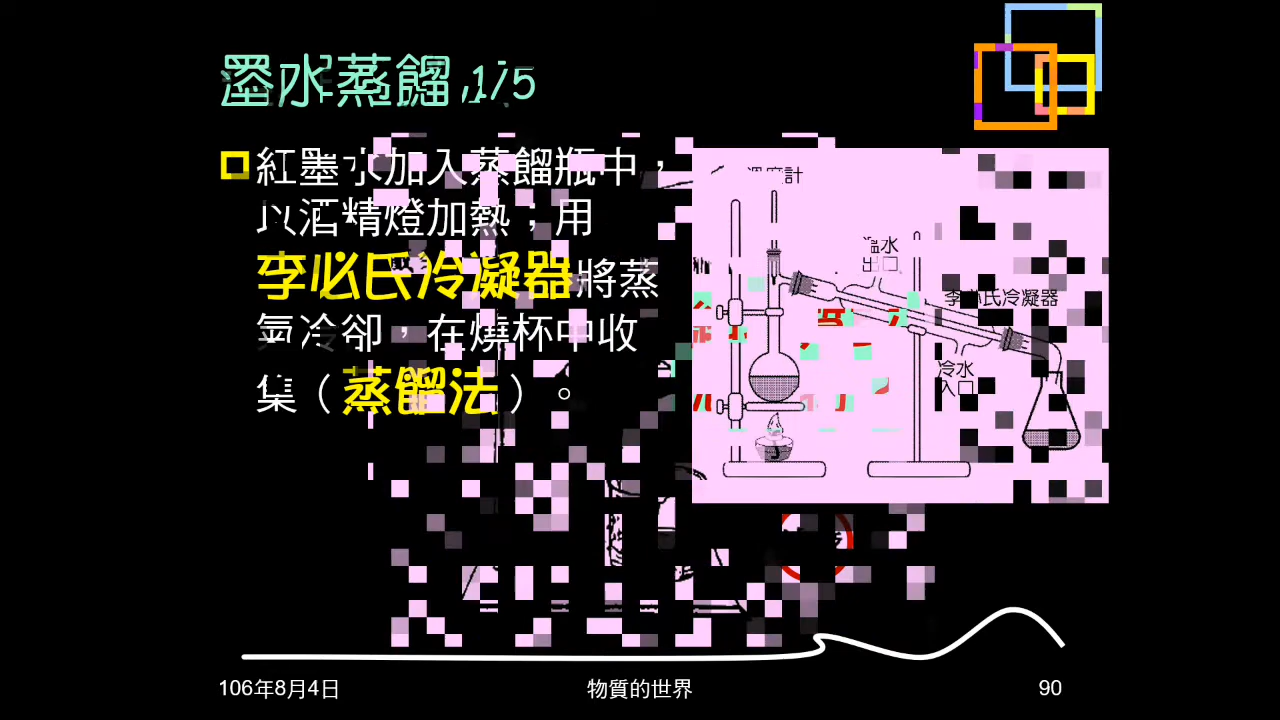 墨水蒸餾 1/5
紅墨水加入蒸餾瓶中，
以酒精燈加熱；用
李必氏冷凝器將蒸
氣冷卻，在燒杯中收
集（蒸餾法）。
溫度計
溫水
出口
李必氏冷凝器
冷水
入口
106年8月4日
物質的世界
90